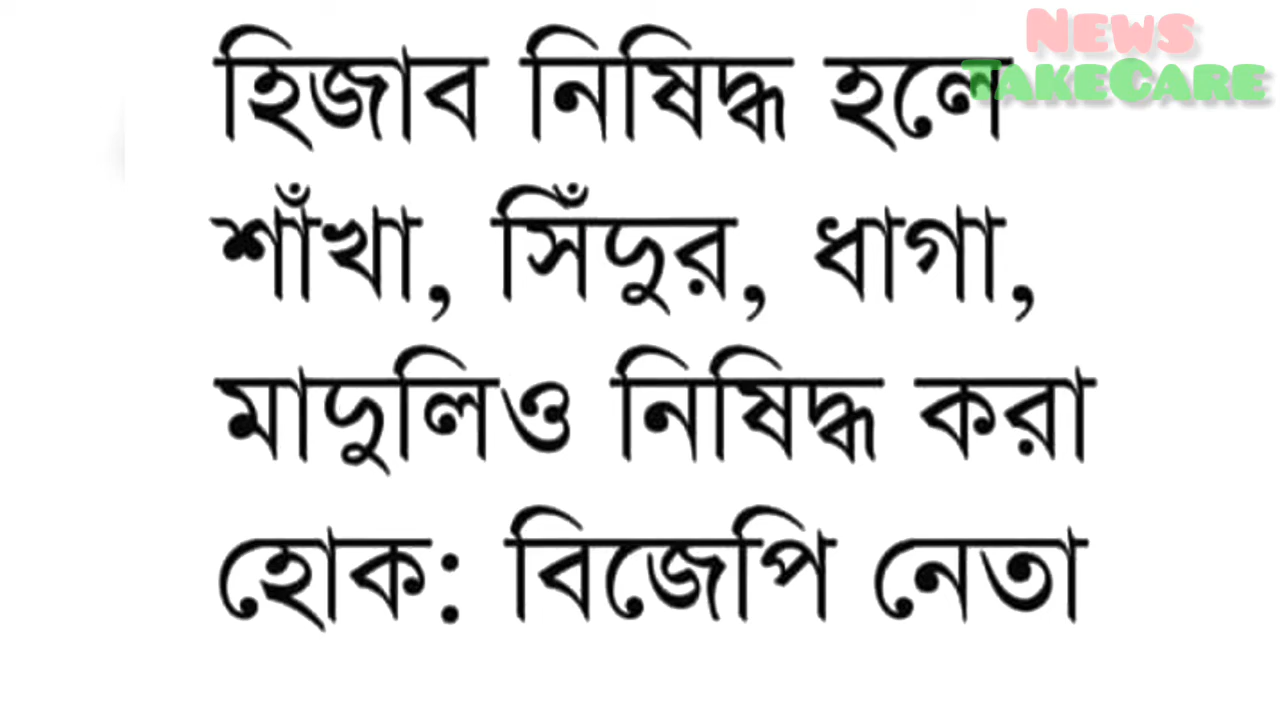 NEWS
TAKECARE
হিজাব নিষিদ্ধ হলে
শাঁখা, সিঁদুর, ধাগা,
মাদুলিও নিষিদ্ধ করা
হোক: বিজেপি নেতা